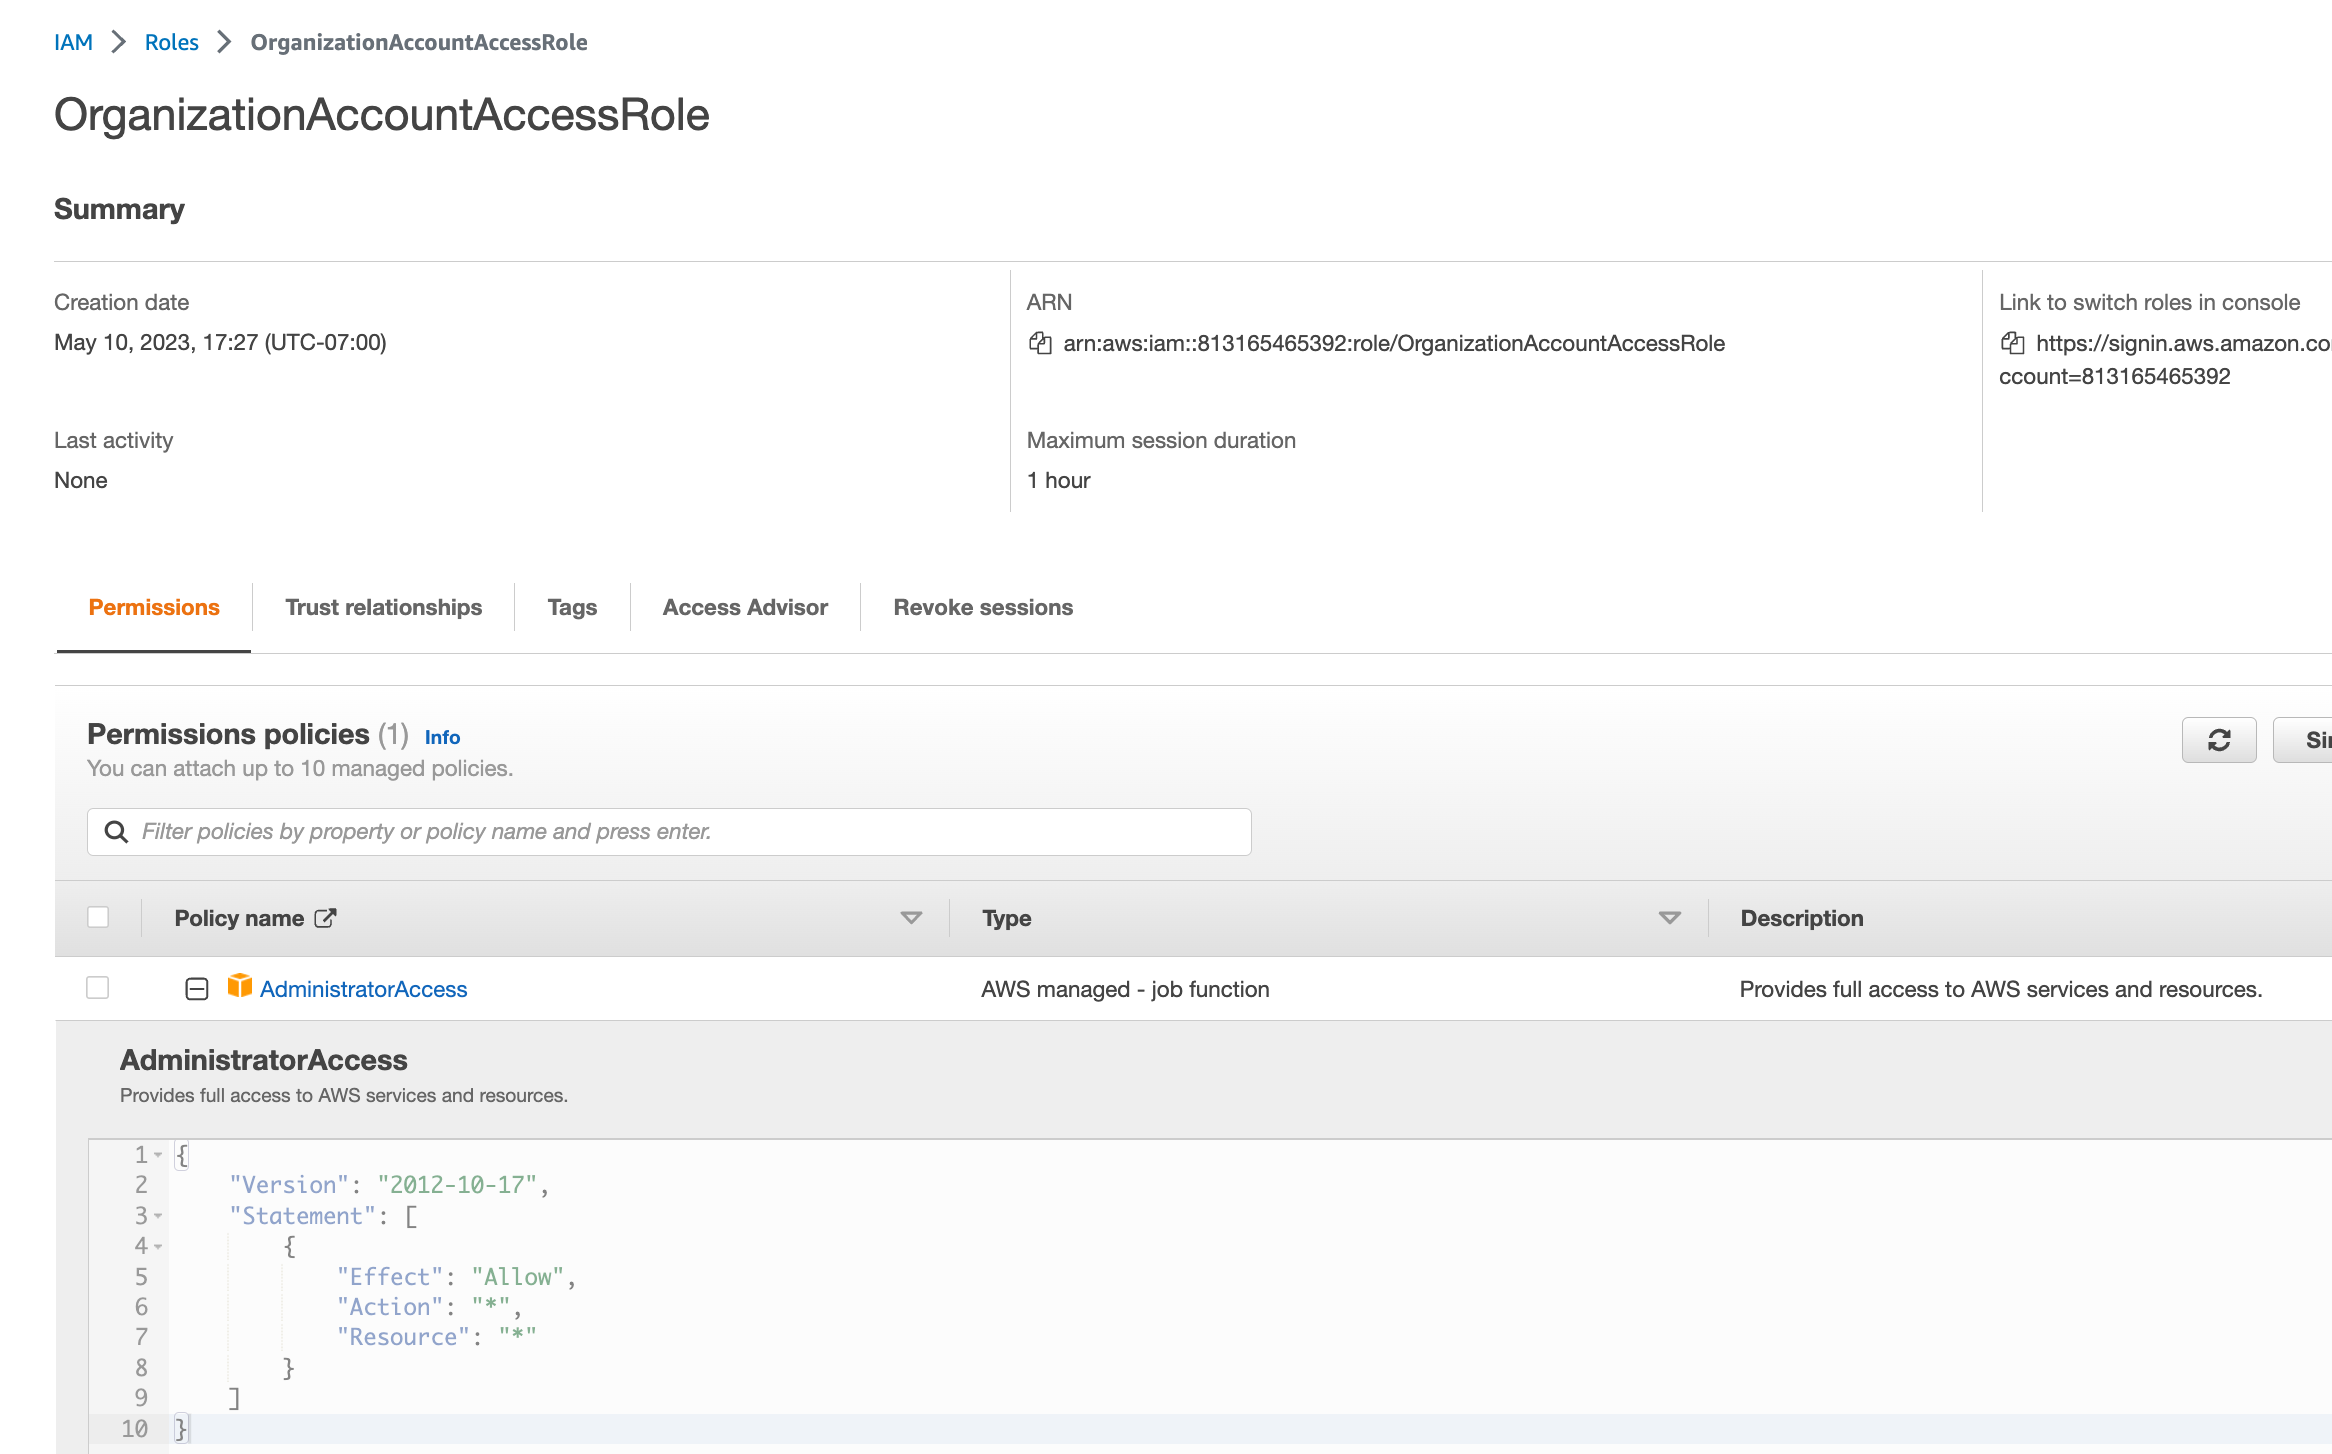 IAM > Roles > OrganizationAccountAccessRole
OrganizationAccountAccessRole
Summary
Creation date
May 10, 2023, 17:27 (UTC-07:00)
ARN
arn:aws:iam::813165465392:role/OrganizationAccountAccessRole
Link to switch roles in console
https://signin.aws.amazon.co
ccount=813165465392
Last activity
None
Maximum session duration
1 hour
Permissions
Trust relationships
Tags
Access Advisor
Revoke sessions
Permissions policies (1) Info
You can attach up to 10 managed policies.
Filter policies by property or policy name and press enter.
Policy name
Type
Description
AdministratorAccess
AWS managed - job function
Provides full access to AWS services and resources.
AdministratorAccess
Provides full access to AWS services and resources.
1 {
2 "Version": "2012-10-17",
3 "Statement": [
4 {
5 "Effect": "Allow",
6 "Action": "*",
7 "Resource": "*"
8 }
9 ]
10 }